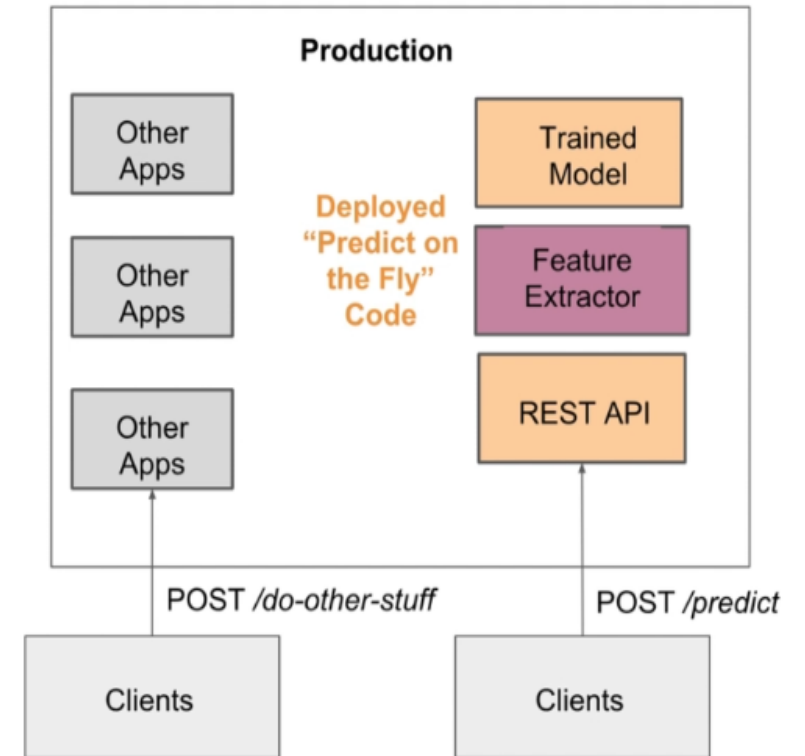 Production
Other
Apps
Trained
Model
Deployed
“Predict on
the Fly”
Code
Other
Apps
Feature
Extractor
Other
Apps
REST API
POST /do-other-stuff
POST /predict
Clients
Clients